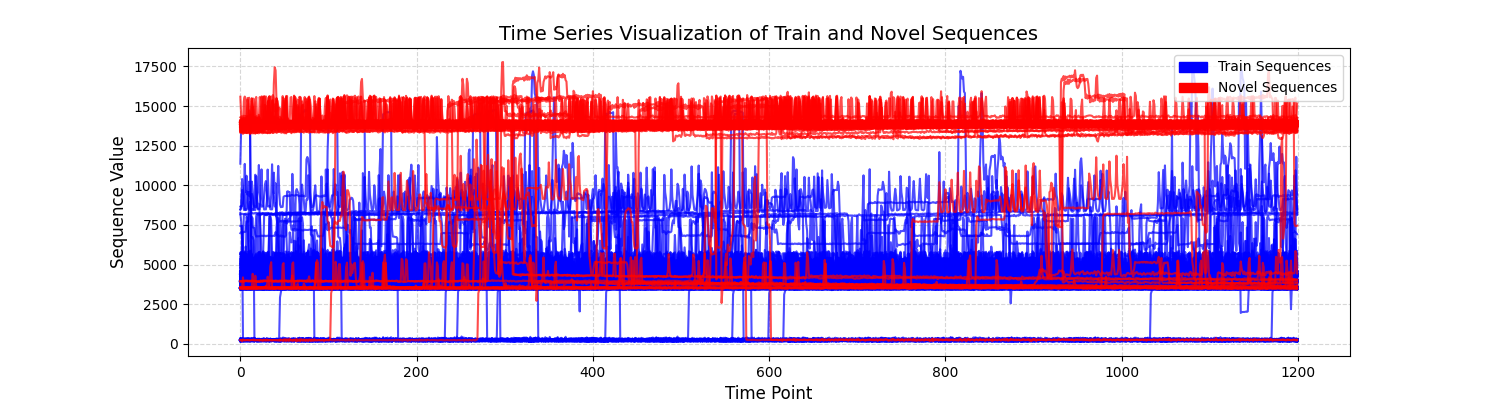 Time Series Visualization of Train and Novel Sequences
Train Sequences
Novel Sequences
Sequence Value
17500
15000
12500
10000
7500
5000
2500
0
0 200 400 600 800 1000 1200
Time Point